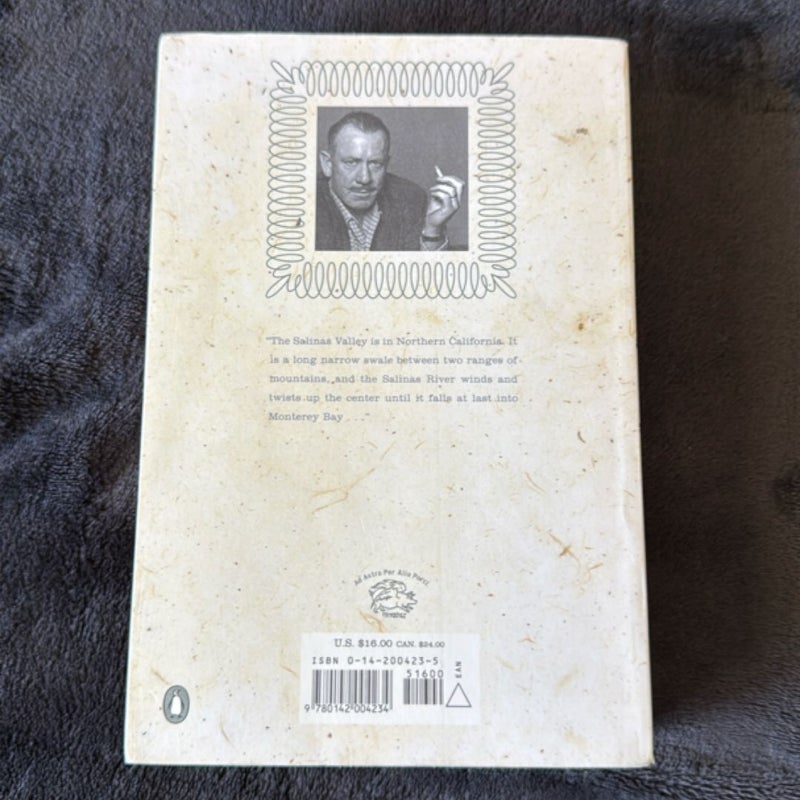 "The Salinas Valley is in Northern California. It
is a long narrow swale between two ranges of
mountains, and the Salinas River winds and
twists up the center until it falls at last into
Monterey Bay . . ."
Ad Astra Per Alia Porci
U.S. $16.00 CAN. $24.00
ISBN 0-14-200423-5
51600
EAN
9 780142 004234